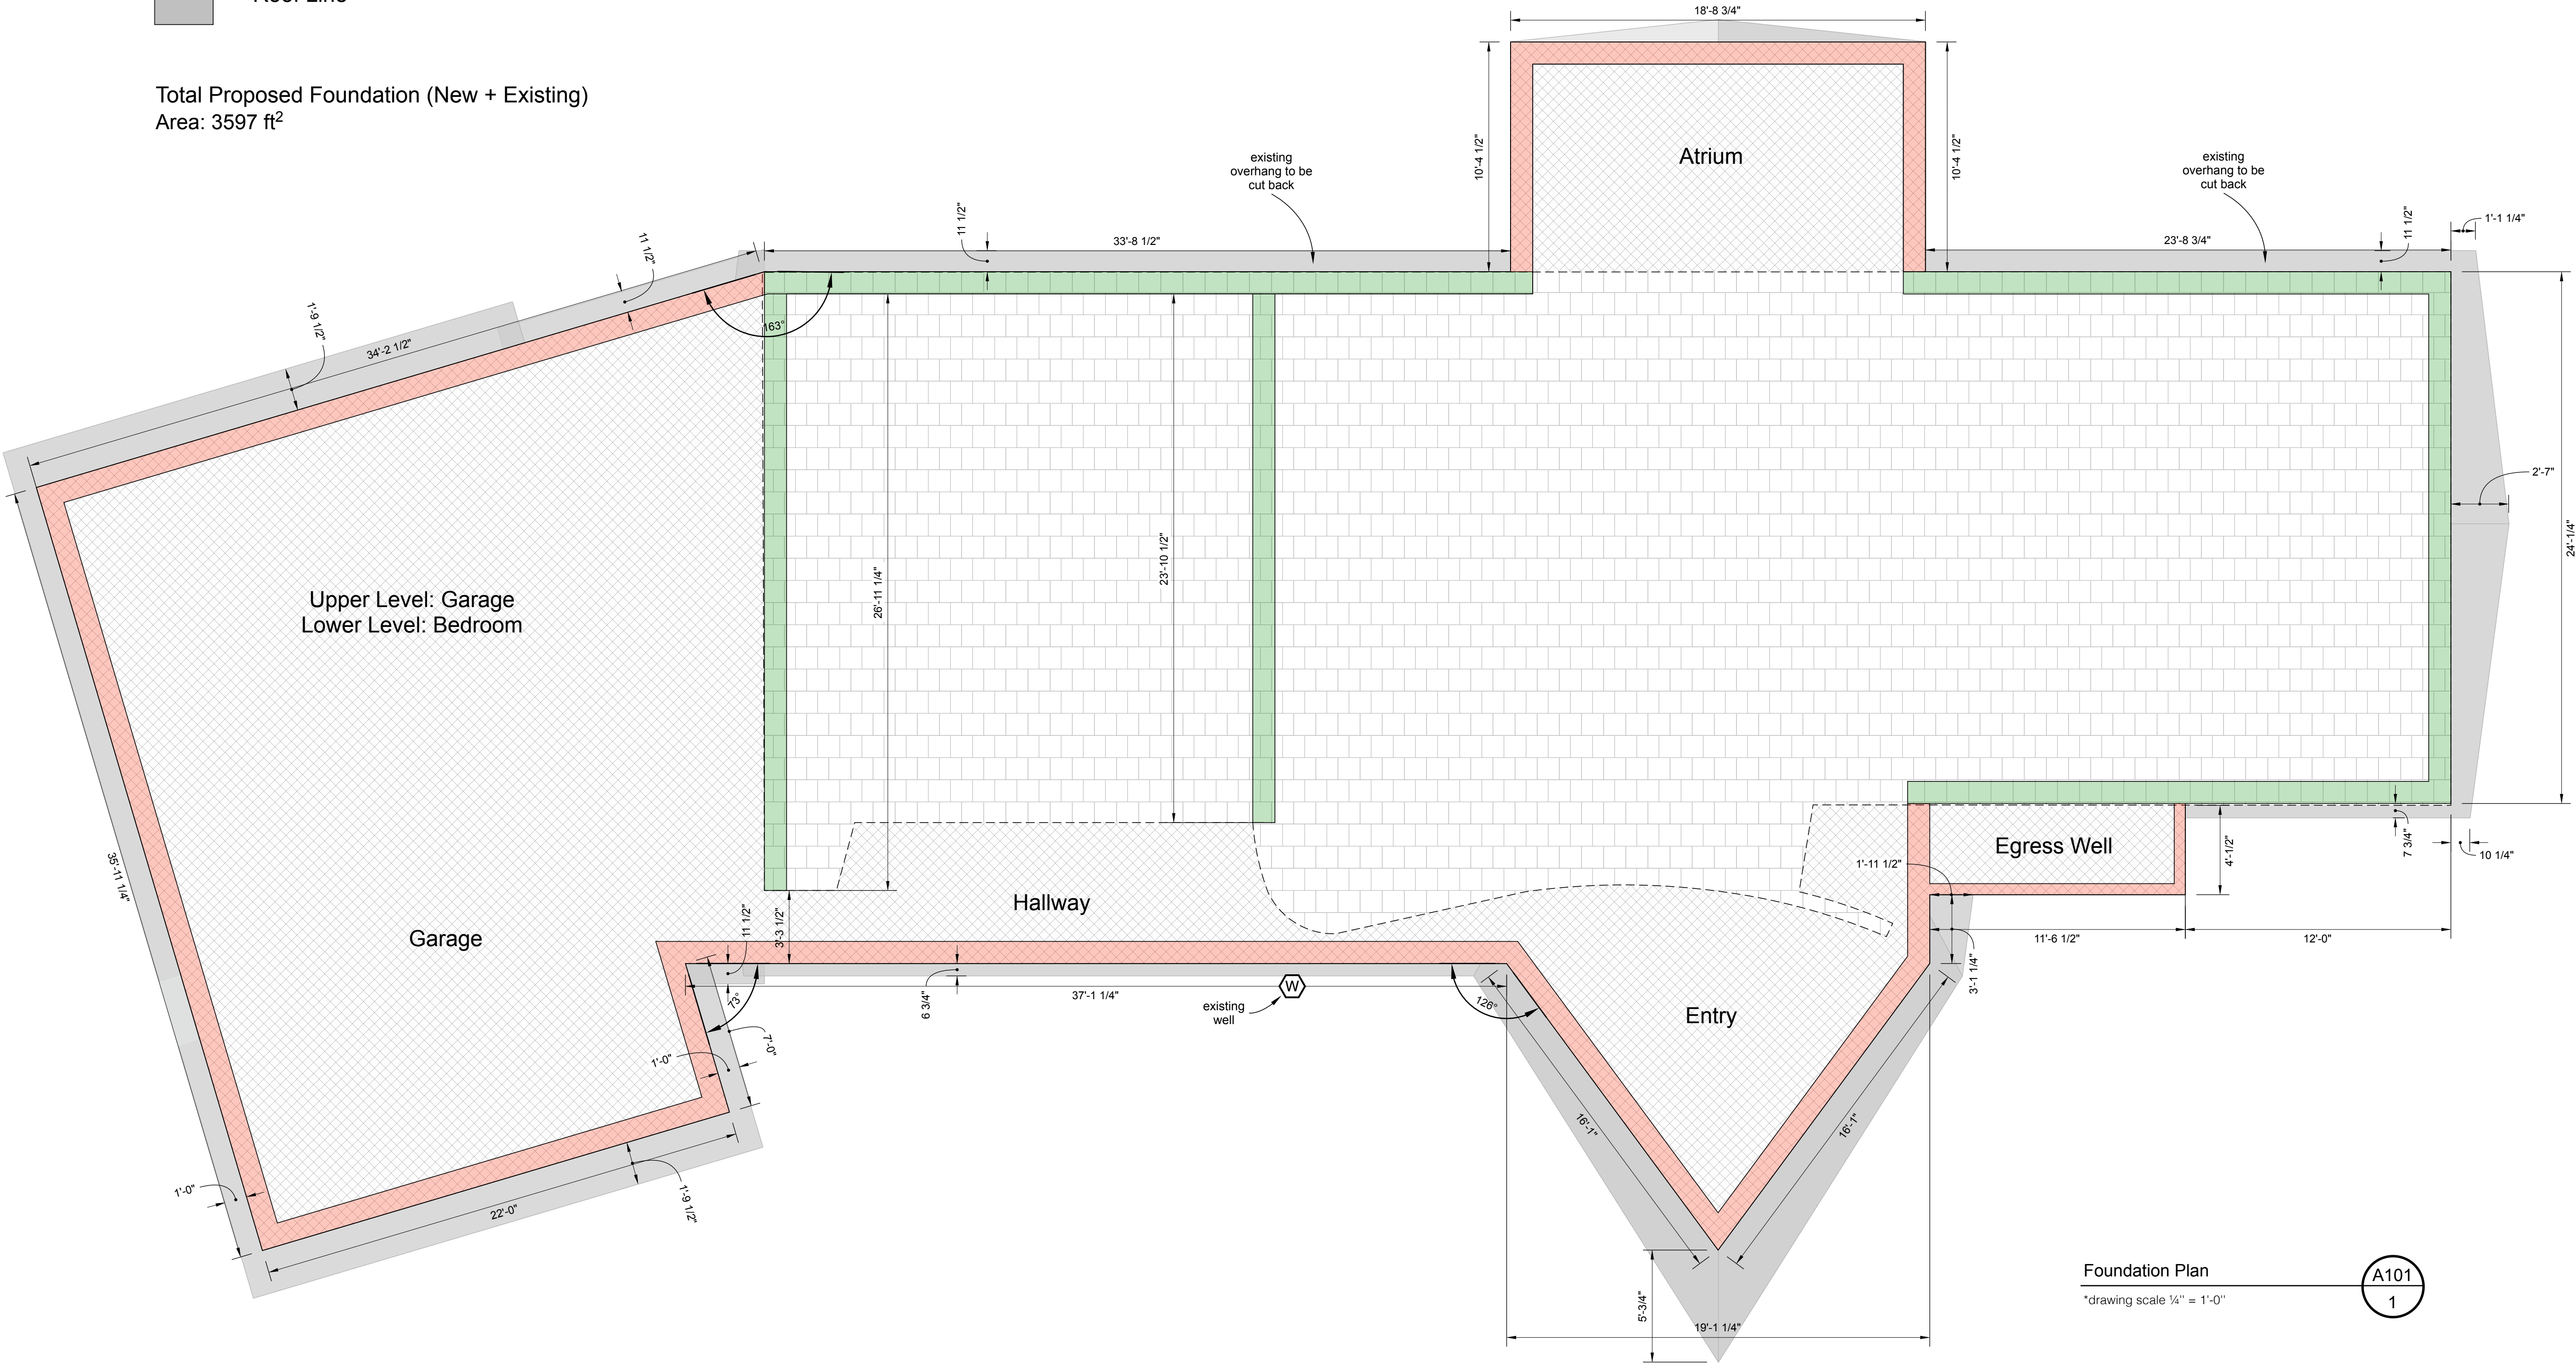 Total Proposed Foundation (New + Existing)
Area: 3597 ft²
18'-8 3/4"
10'-4 1/2"
10'-4 1/2"
Atrium
existing
overhang to be
cut back
existing
overhang to be
cut back
11 1/2"
33'-8 1/2"
23'-8 3/4"
11 1/2"
1'-1 1/4"
11 1/2"
1'-9 1/2"
34'-2 1/2"
163°
2'-7"
24'-1/4"
26'-11 1/4"
23'-10 1/2"
Upper Level: Garage
Lower Level: Bedroom
35'-11 1/4"
Garage
Hallway
Egress Well
1'-11 1/2"
4'-1/2"
7 3/4"
10 1/4"
11 1/2"
3'-3 1/2"
11'-6 1/2"
12'-0"
3'-1 1/4"
6 3/4"
37'-1 1/4"
W
existing
well
73°
126°
7'-0"
1'-0"
Entry
16'-1"
16'-1"
1'-0"
22'-0"
1'-9 1/2"
5'-3/4"
19'-1 1/4"
Foundation Plan
A101
*drawing scale ¼" = 1'-0"
1